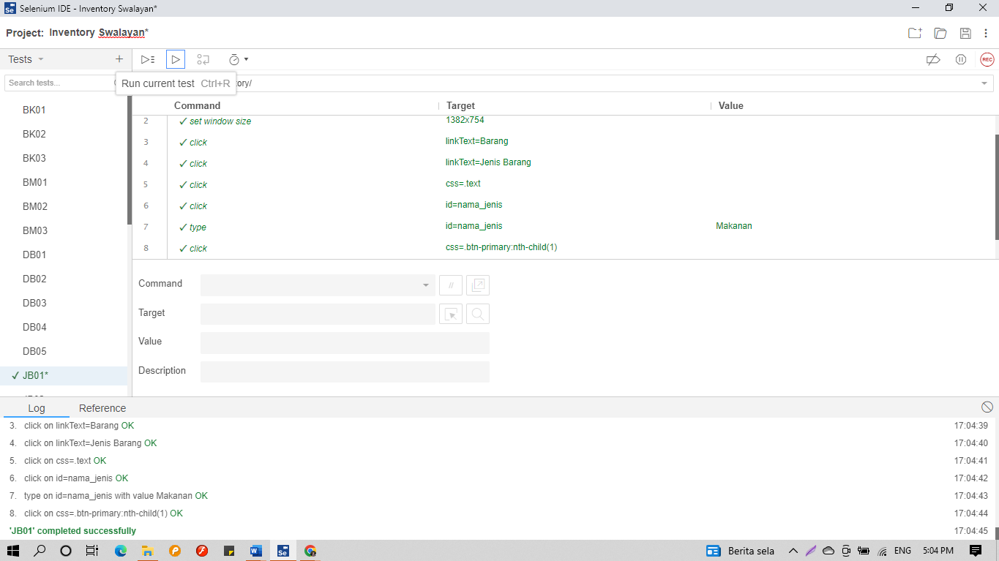 Selenium IDE - Inventory Swalayan*
Project: Inventory Swalayan*
Tests
Search tests...
Run current test Ctrl+R
ory/
Command Target Value
2 set window size 1382x754
3 click linkText=Barang
4 click linkText=Jenis Barang
5 click css=.text
6 click id=nama_jenis
7 type id=nama_jenis Makanan
8 click css=.btn-primary:nth-child(1)
BK01
BK02
BK03
BM01
BM02
BM03
DB01
DB02
DB03
DB04
DB05
JB01*
Command //
Target
Value
Description
REC
Log Reference
3. click on linkText=Barang OK 17:04:39
4. click on linkText=Jenis Barang OK 17:04:40
5. click on css=.text OK 17:04:41
6. click on id=nama_jenis OK 17:04:42
7. type on id=nama_jenis with value Makanan OK 17:04:43
8. click on css=.btn-primary:nth-child(1) OK 17:04:44
'JB01' completed successfully 17:04:45
Berita sela ENG 5:04 PM